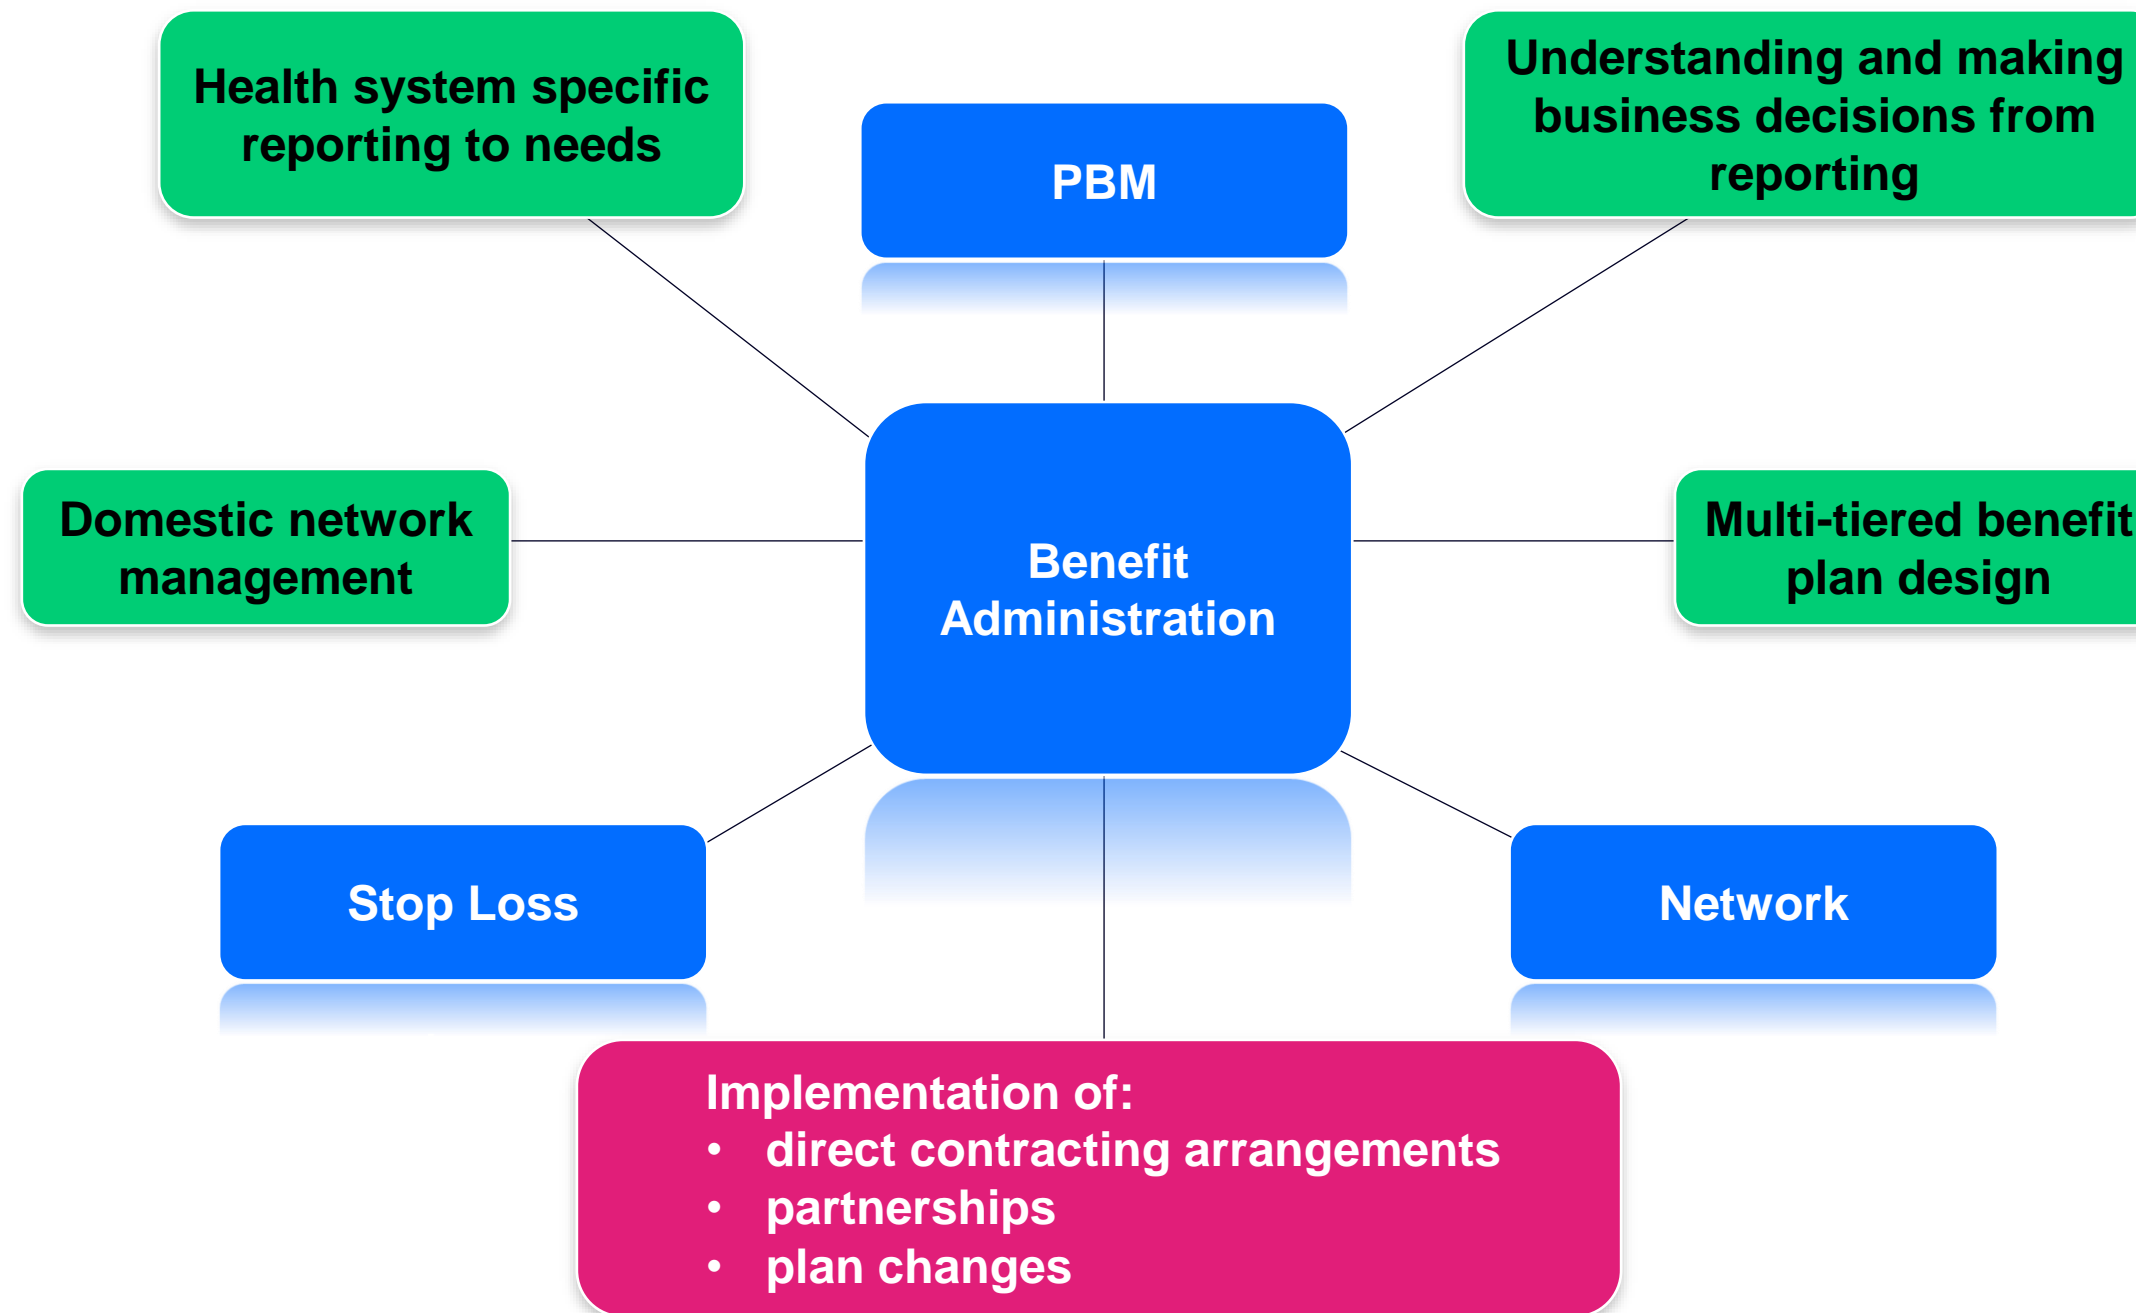 Health system specific
reporting to needs
PBM
Understanding and making
business decisions from
reporting
Domestic network
management
Benefit
Administration
Multi-tiered benefit
plan design
Stop Loss
Network
Implementation of:
• direct contracting arrangements
• partnerships
• plan changes